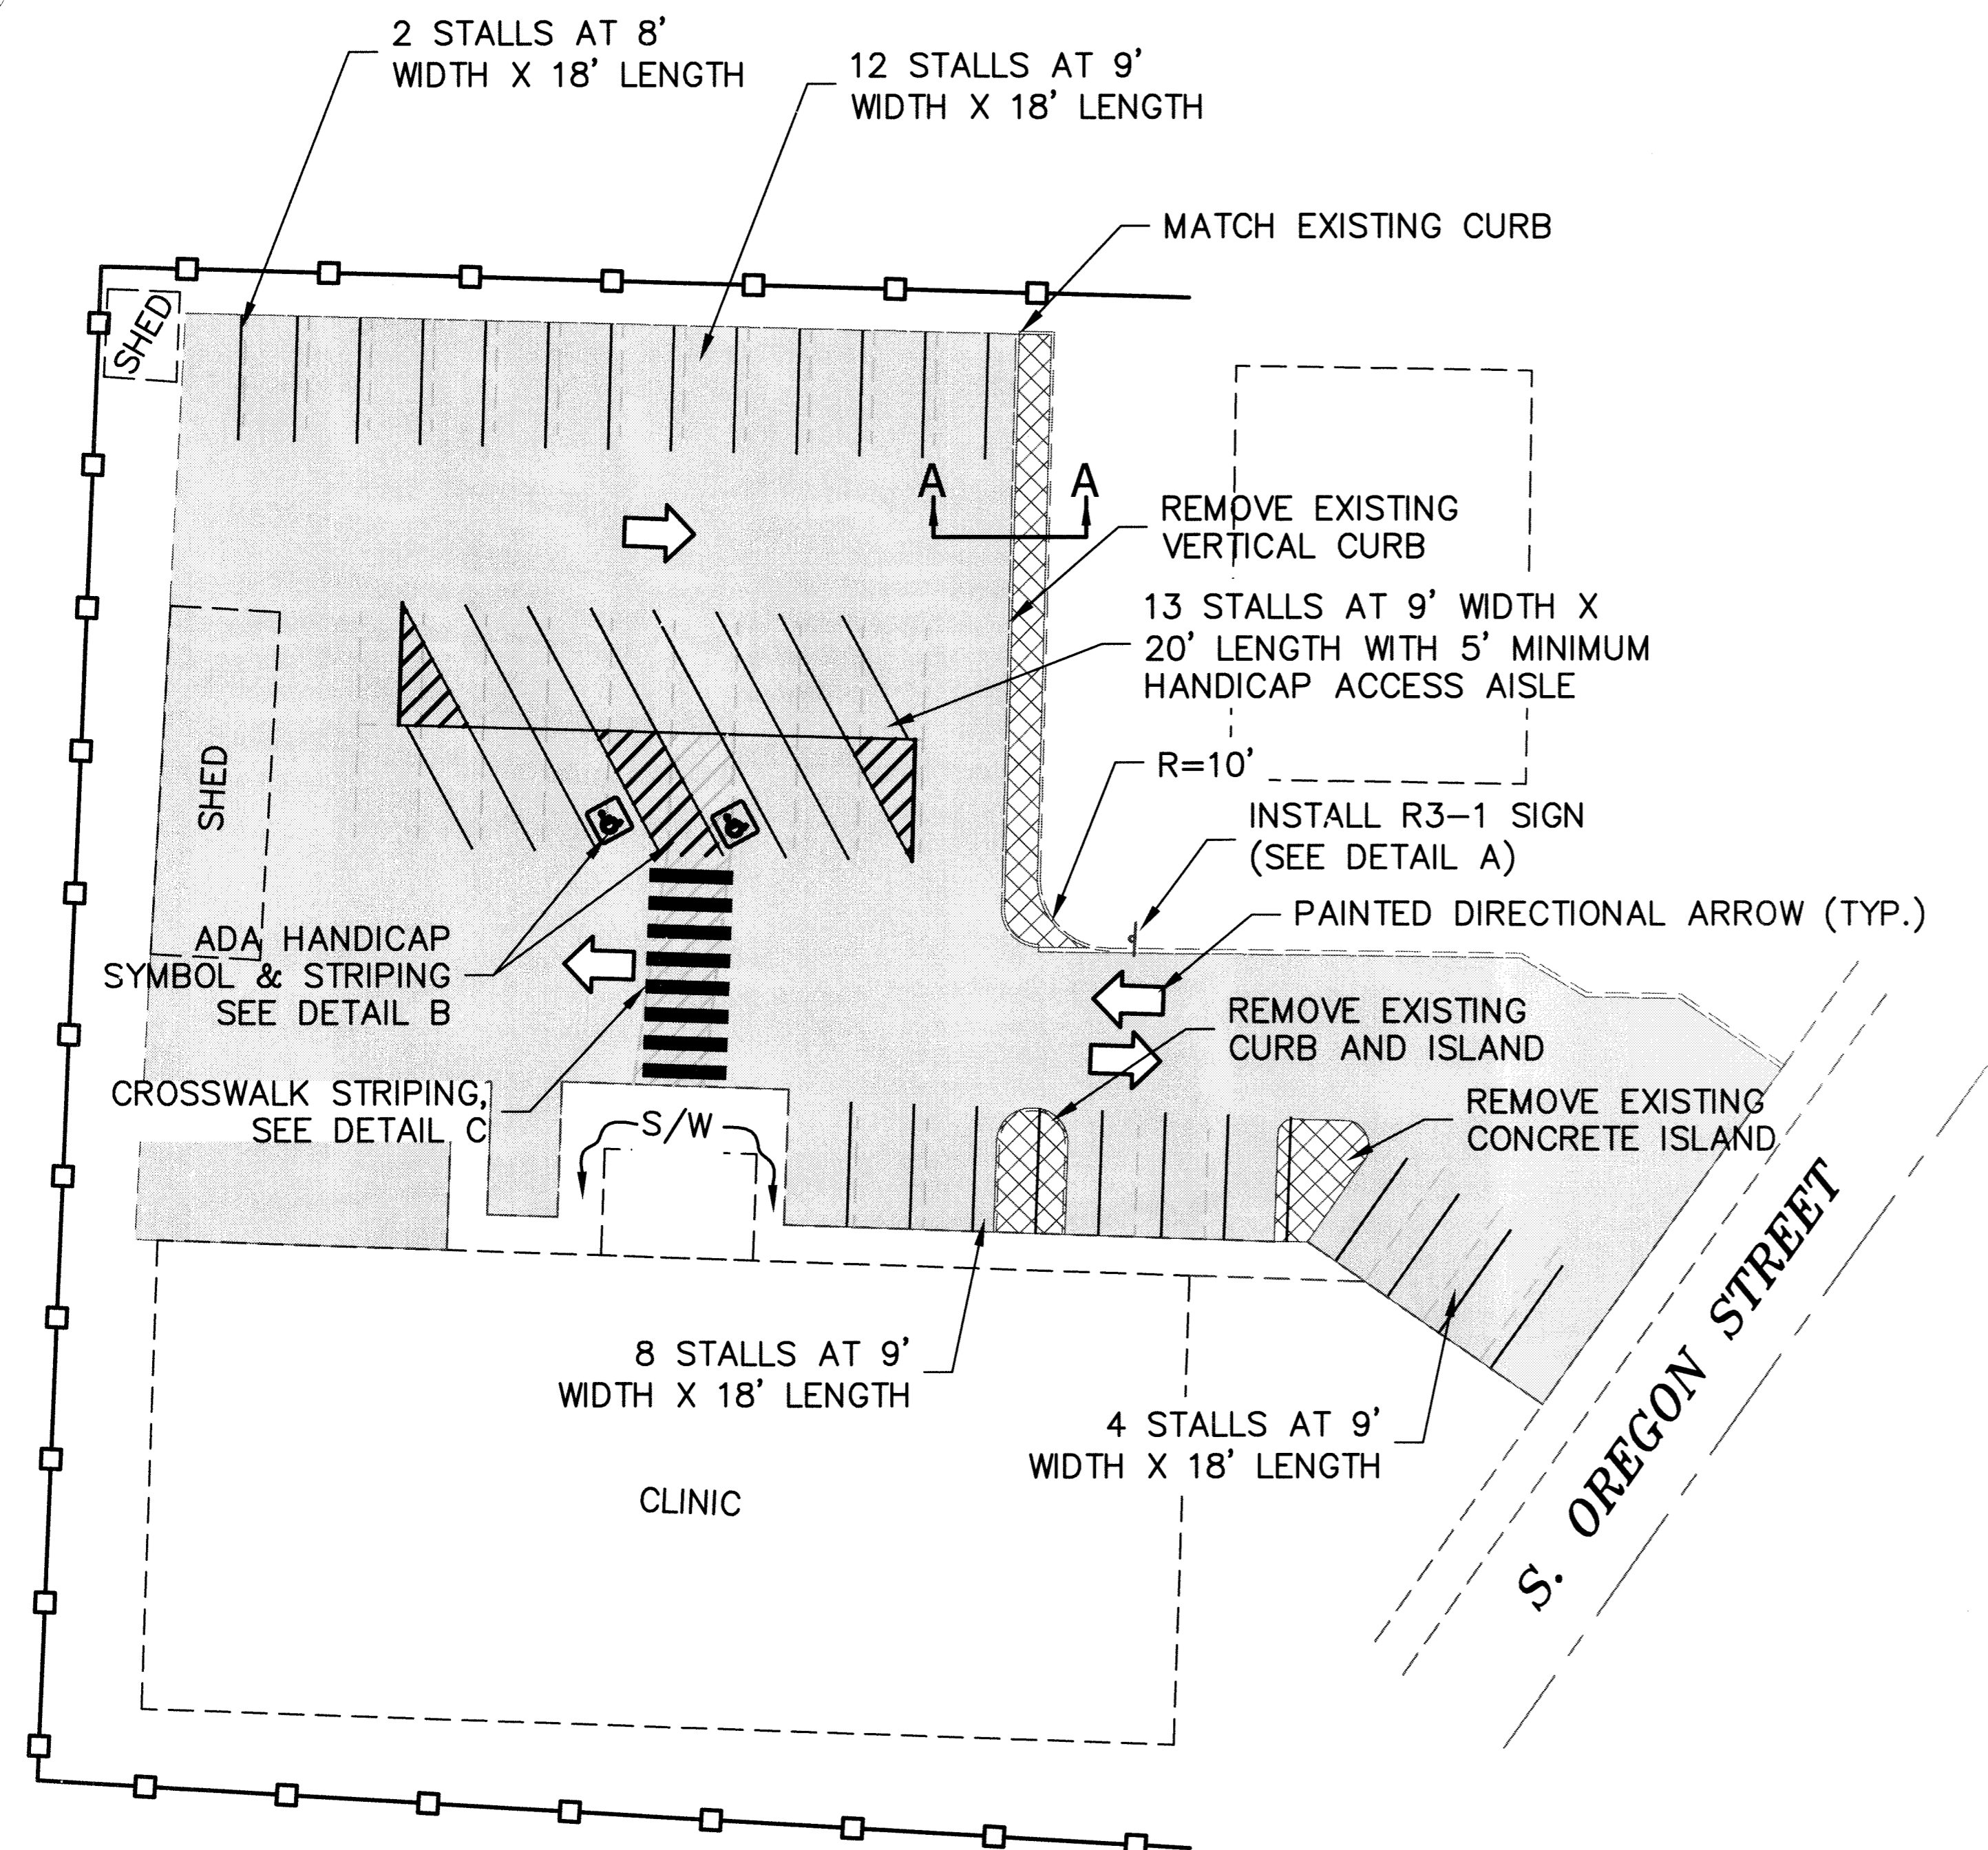 2 STALLS AT 8'
WIDTH X 18' LENGTH
12 STALLS AT 9'
WIDTH X 18' LENGTH
MATCH EXISTING CURB
SHED
A
A
REMOVE EXISTING
VERTICAL CURB
13 STALLS AT 9' WIDTH X
20' LENGTH WITH 5' MINIMUM
HANDICAP ACCESS AISLE
SHED
R=10'
INSTALL R3-1 SIGN
(SEE DETAIL A)
PAINTED DIRECTIONAL ARROW (TYP.)
ADA HANDICAP
SYMBOL & STRIPING
SEE DETAIL B
REMOVE EXISTING
CURB AND ISLAND
CROSSWALK STRIPING,
SEE DETAIL C
S/W
REMOVE EXISTING
CONCRETE ISLAND
8 STALLS AT 9'
WIDTH X 18' LENGTH
4 STALLS AT 9'
WIDTH X 18' LENGTH
S. OREGON STREET
CLINIC